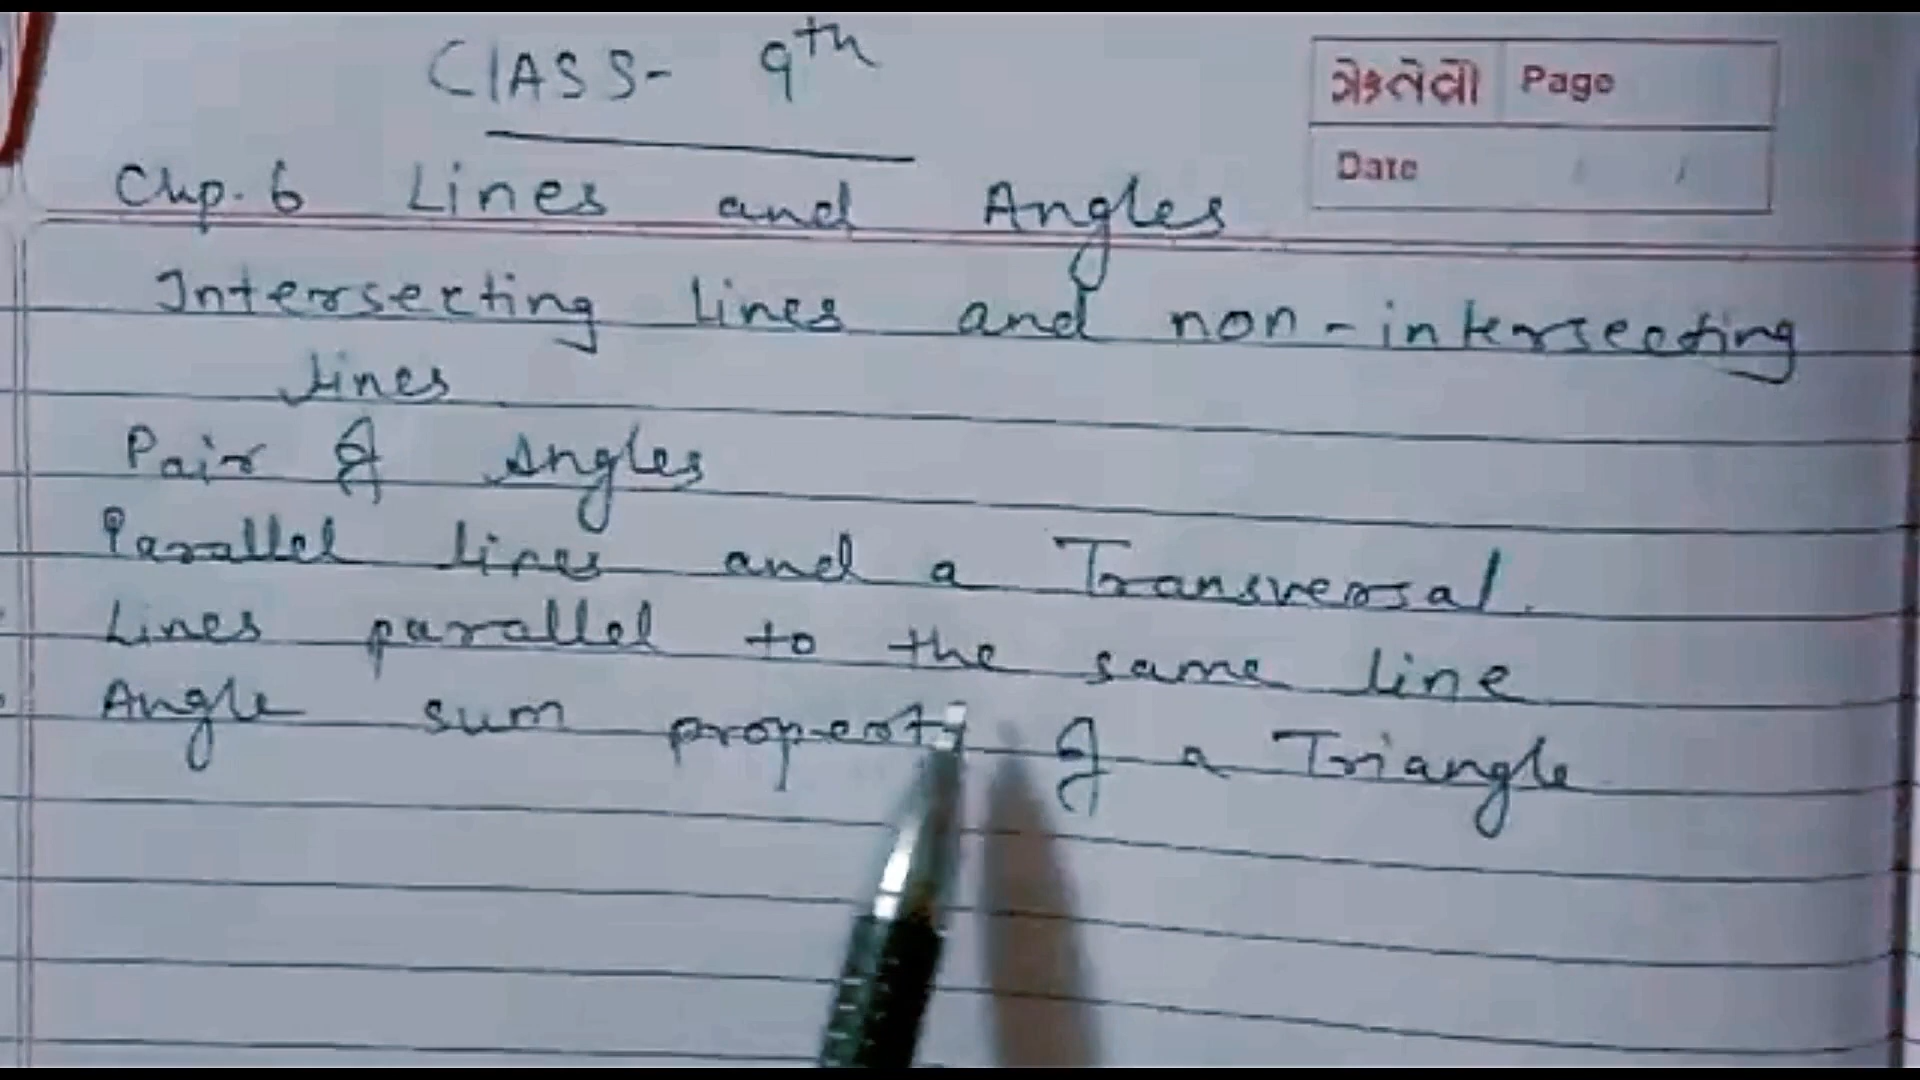 CLASS- 9th
ત્રેક્તેવી Page
Date / /
Chp. 6 Lines and Angles
Intersecting lines and non-intersecting
lines
Pair of Angles
Parallel lines and a Transversal.
Lines parallel to the same line
Angle sum property of a Triangle